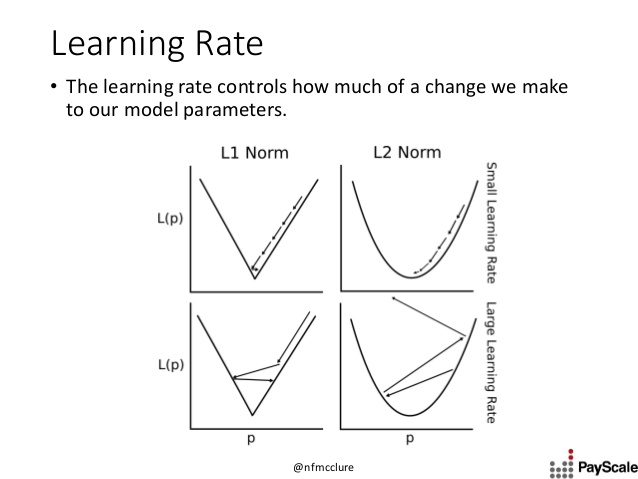 Learning Rate
• The learning rate controls how much of a change we make
to our model parameters.
L1 Norm
L2 Norm
L(p)
Small Learning Rate
L(p)
Large Learning Rate
p
p
@nfmcclure
PayScale